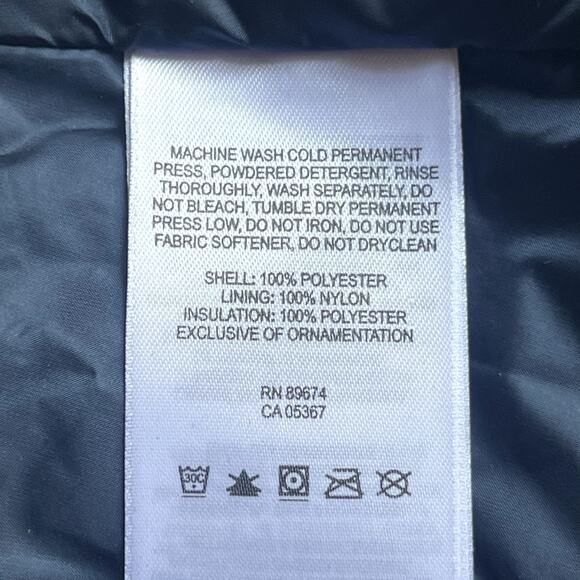 MACHINE WASH COLD PERMANENT
PRESS, POWDERED DETERGENT, RINSE
THOROUGHLY, WASH SEPARATELY, DO
NOT BLEACH, TUMBLE DRY PERMANENT
PRESS LOW, DO NOT IRON, DO NOT USE
FABRIC SOFTENER, DO NOT DRYCLEAN
SHELL: 100% POLYESTER
LINING: 100% NYLON
INSULATION: 100% POLYESTER
EXCLUSIVE OF ORNAMENTATION
RN 89674
CA 05367
30C